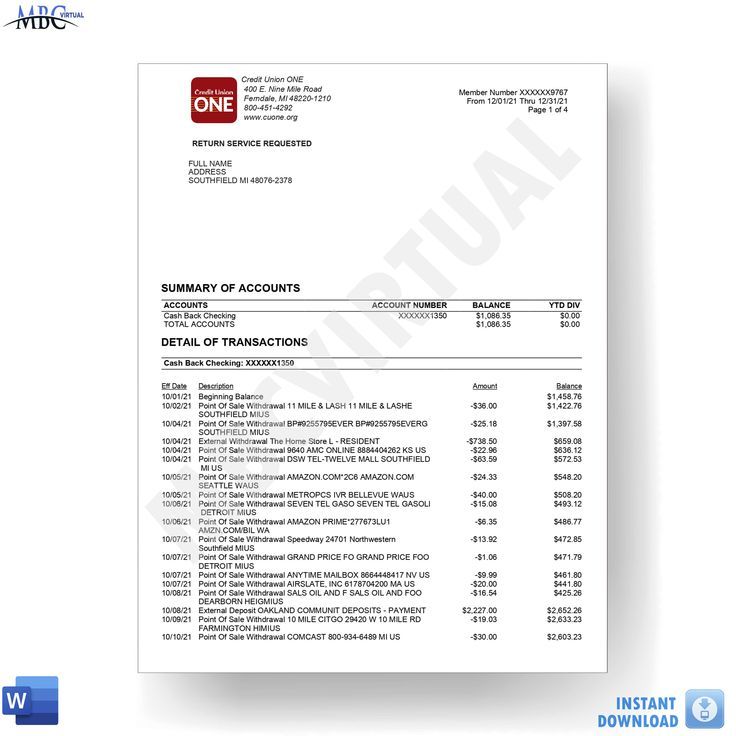 MBC VIRTUAL
Credit Union ONE
Credit Union
400 E. Nine Mile Road
ONE
Ferndale, MI 48220-1210
800-451-4292
www.cuone.org
Member Number XXXXXX9767
From 12/01/21 Thru 12/31/21
Page 1 of 4
RETURN SERVICE REQUESTED
FULL NAME
ADDRESS
SOUTHFIELD MI 48076-2378
SUMMARY OF ACCOUNTS
ACCOUNTS ACCOUNT NUMBER BALANCE YTD DIV
Cash Back Checking XXXXXX1350 $1,086.35 $0.00
TOTAL ACCOUNTS $1,086.35 $0.00
DETAIL OF TRANSACTIONS
Cash Back Checking: XXXXXX1350
Eff Date Description Amount Balance
10/01/21 Beginning Balance $1,458.76
10/02/21 Point Of Sale Withdrawal 11 MILE & LASH 11 MILE & LASHE -$36.00 $1,422.76
SOUTHFIELD MIUS
10/04/21 Point Of Sale Withdrawal BP#9255795EVER BP#9255795EVERG -$25.18 $1,397.58
SOUTHFIELD MIUS
10/04/21 External Withdrawal The Home Store L - RESIDENT -$738.50 $659.08
10/04/21 Point Of Sale Withdrawal 9640 AMC ONLINE 8884404262 KS US -$22.96 $636.12
10/04/21 Point Of Sale Withdrawal DSW TEL-TWELVE MALL SOUTHFIELD -$63.59 $572.53
MI US
10/05/21 Point Of Sale Withdrawal AMAZON.COM*2C6 AMAZON.COM -$24.33 $548.20
SEATTLE WAUS
10/05/21 Point Of Sale Withdrawal METROPCS IVR BELLEVUE WAUS -$40.00 $508.20
10/06/21 Point Of Sale Withdrawal SEVEN TEL GASO SEVEN TEL GASOLI -$15.08 $493.12
DETROIT MIUS
10/06/21 Point Of Sale Withdrawal AMAZON PRIME*277673LU1 -$6.35 $486.77
AMZN.COM/BIL WA
10/07/21 Point Of Sale Withdrawal Speedway 24701 Northwestern -$13.92 $472.85
Southfield MIUS
10/07/21 Point Of Sale Withdrawal GRAND PRICE FO GRAND PRICE FOO -$1.06 $471.79
DETROIT MIUS
10/07/21 Point Of Sale Withdrawal ANYTIME MAILBOX 8664448417 NV US -$9.99 $461.80
10/07/21 Point Of Sale Withdrawal AIRSLATE, INC 6178704200 MA US -$20.00 $441.80
10/08/21 Point Of Sale Withdrawal SALS OIL AND F SALS OIL AND FOO -$16.54 $425.26
DEARBORN HEIGMIUS
10/08/21 External Deposit OAKLAND COMMUNIT DEPOSITS - PAYMENT $2,227.00 $2,652.26
10/09/21 Point Of Sale Withdrawal 10 MILE CITGO 29420 W 10 MILE RD -$19.03 $2,633.23
FARMINGTON HIMIUS
10/10/21 Point Of Sale Withdrawal COMCAST 800-934-6489 MI US -$30.00 $2,603.23
MBCVIRTUAL
W
INSTANT
DOWNLOAD